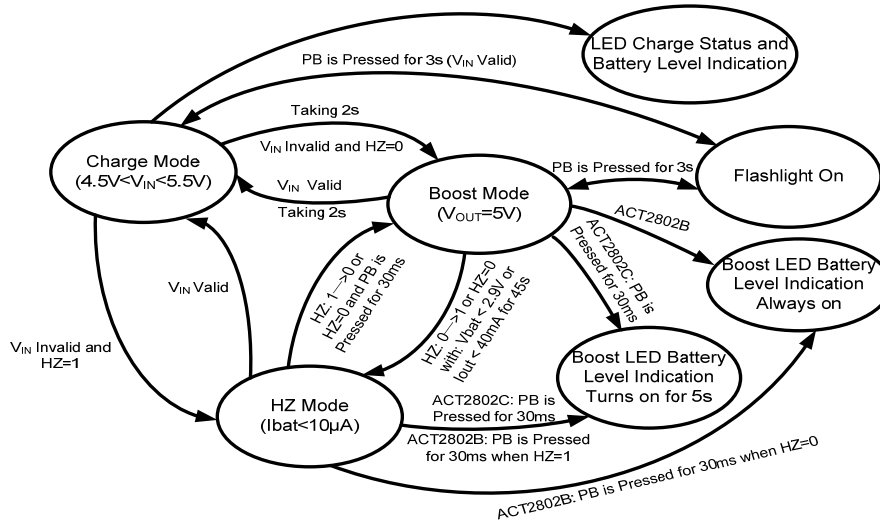 LED Charge Status and
Battery Level Indication
PB is Pressed for 3s (VIN Valid)
Taking 2s
VIN Invalid and HZ=0
Charge Mode
(4.5V<VIN<5.5V)
VIN Valid
Taking 2s
Boost Mode
(VOUT=5V)
PB is Pressed for 3s
Flashlight On
ACT2802B
ACT2802C: PB is
Pressed for 30ms
Boost LED Battery
Level Indication
Always on
VIN Valid
HZ: 1--->0 or
HZ=0 and PB is
Pressed for 30ms
HZ: 0--->1 or HZ=0
with: Vbat < 2.9V or
Iout < 40mA for 45s
VIN Invalid and
HZ=1
Boost LED Battery
Level Indication
Turns on for 5s
HZ Mode
(Ibat<10µA)
ACT2802C: PB is
Pressed for 30ms
ACT2802B: PB is Pressed
for 30ms when HZ=1
ACT2802B: PB is Pressed for 30ms when HZ=0